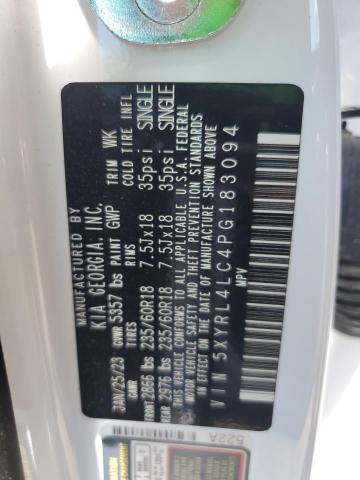 MANUFACTURED BY
KIA GEORGIA, INC.
JAN/25/23 GVWR 5357 lbs PAINT GWP TRIM WK
GAWR TIRES RIMS COLD TIRE INFL
FRONT 2866 lbs 235/60R18 7.5Jx18 35psi SINGLE
REAR 2976 lbs 235/60R18 7.5Jx18 35psi SINGLE
THIS VEHICLE CONFORMS TO ALL APPLICABLE U.S.A. FEDERAL
MOTOR VEHICLE SAFETY AND THEFT PREVENTION STANDARDS
IN EFFECT ON THE DATE OF MANUFACTURE SHOWN ABOVE
VIN 5XYRL4LC4PG183094
522A